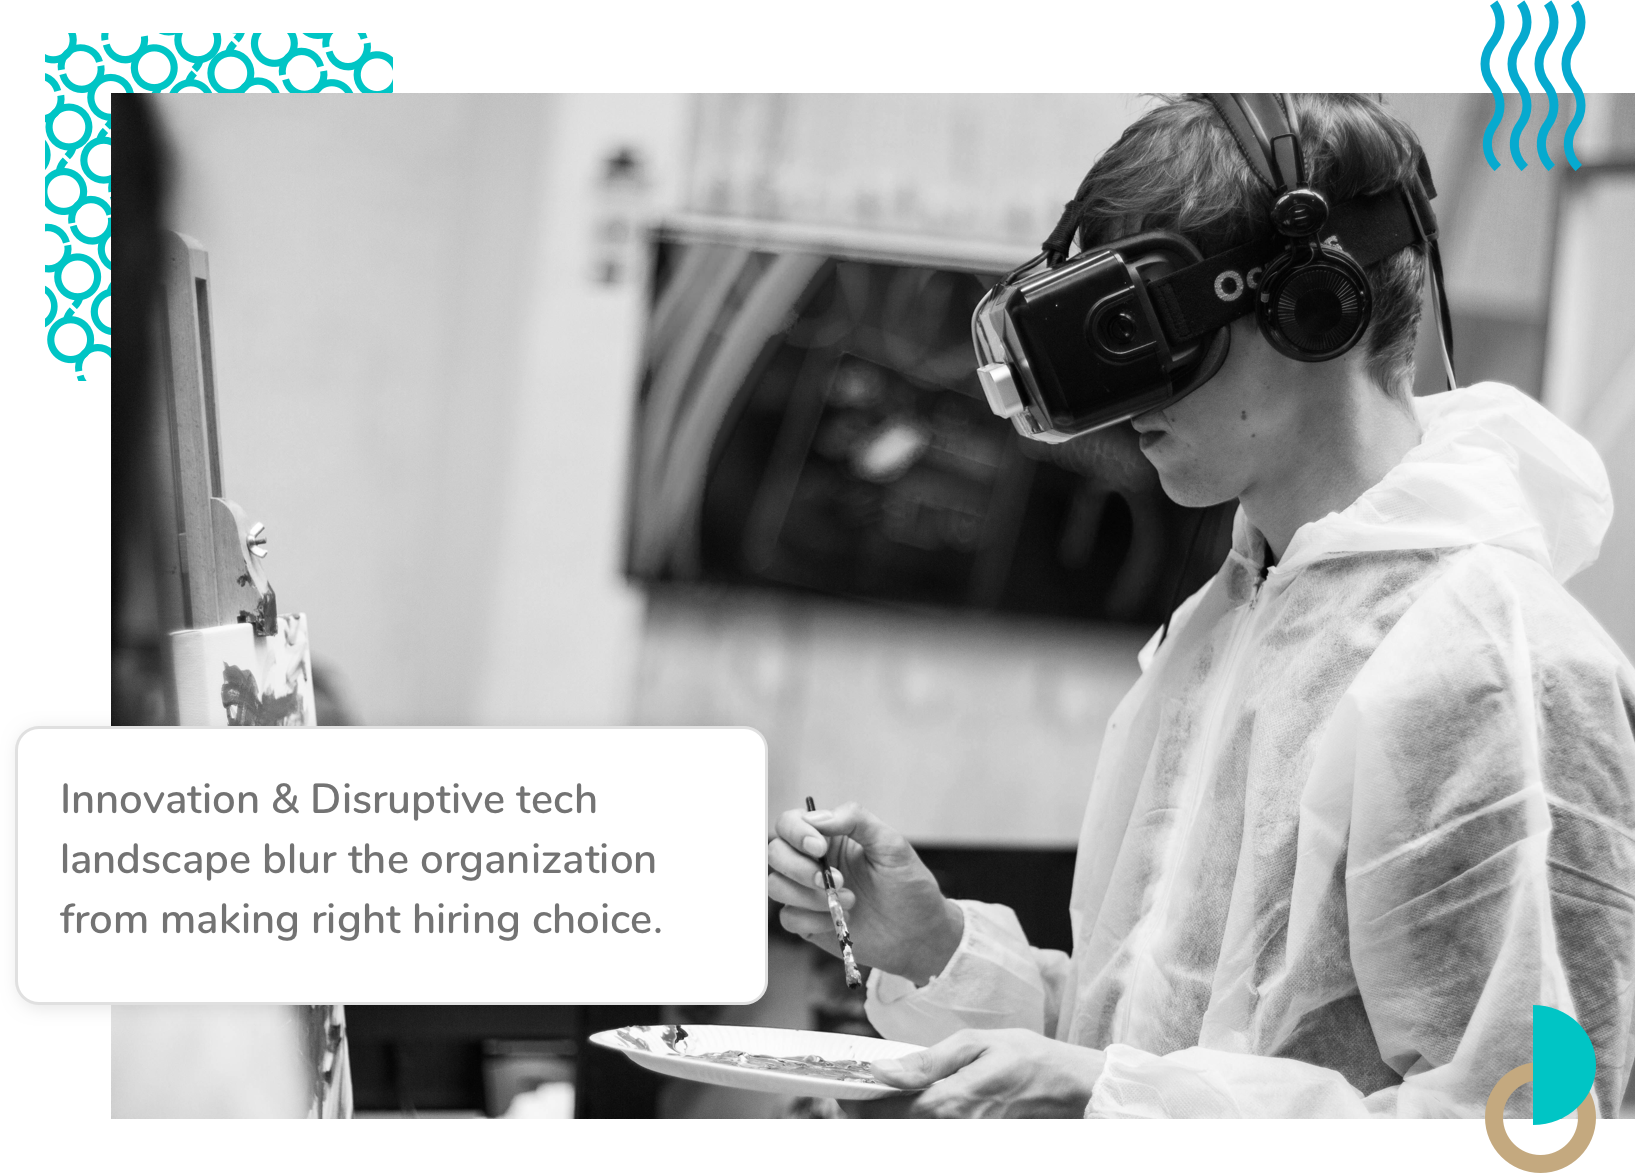 Innovation & Disruptive tech
landscape blur the organization
from making right hiring choice.